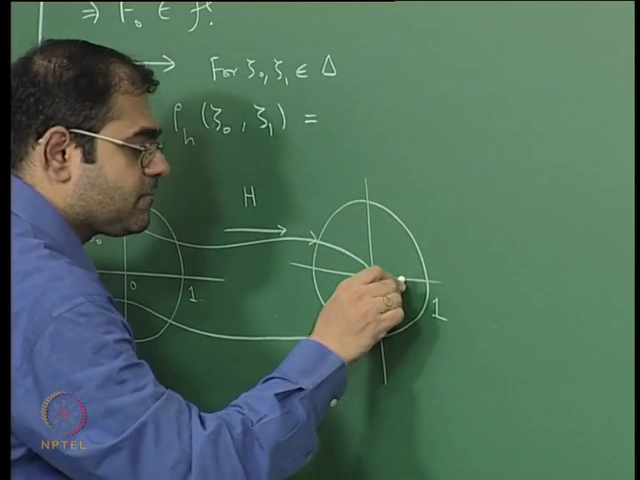 ⇒ F₀ ∈ 𝓕.
→ For ζ₀, ζ₁ ∈ Δ
ρ_h (ζ₀, ζ₁) =
H
0
1
1
NPTEL